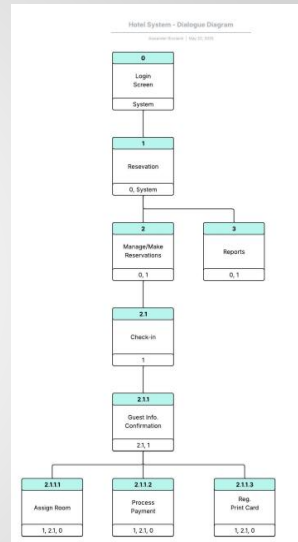 Hotel System - Dialogue Diagram
0
Login
Screen
System
1
Resevation
0, System
2
Manage/Make
Reservations
0, 1
3
Reports
0, 1
2.1
Check-in
1
2.1.1
Guest Info.
Confirmation
2.1, 1
2.1.1.1
Assign Room
1, 2.1, 0
2.1.1.2
Process
Payment
1, 2.1, 0
2.1.1.3
Reg.
Print Card
1, 2.1, 0